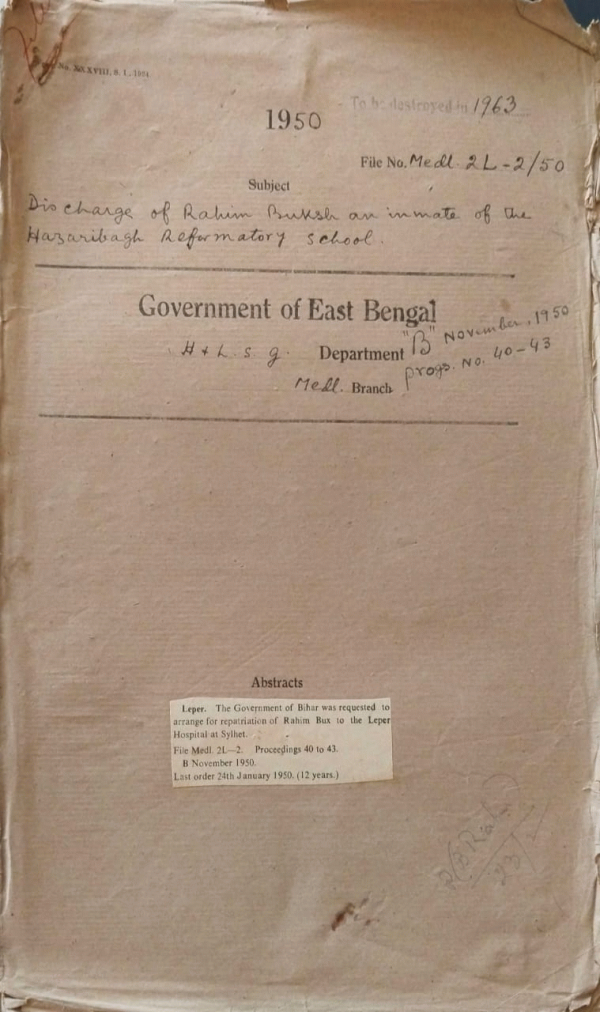 No. XXXVIII, S. 1, 1904
To be destroyed in 1963
1950
File No. Medl. 2L-2/50
Subject
Discharge of Rahim Buksh an inmate of the
Hazaribagh Reformatory School.
Government of East Bengal
H & L. S. G. Department "B" November, 1950
Medl. Branch progs. No. 40-43
Abstracts
Leper. The Government of Bihar was requested to
arrange for repatriation of Rahim Bux to the Leper
Hospital at Sylhet.
File Medl. 2L—2. Proceedings 40 to 43.
B November 1950.
Last order 24th January 1950. (12 years.)